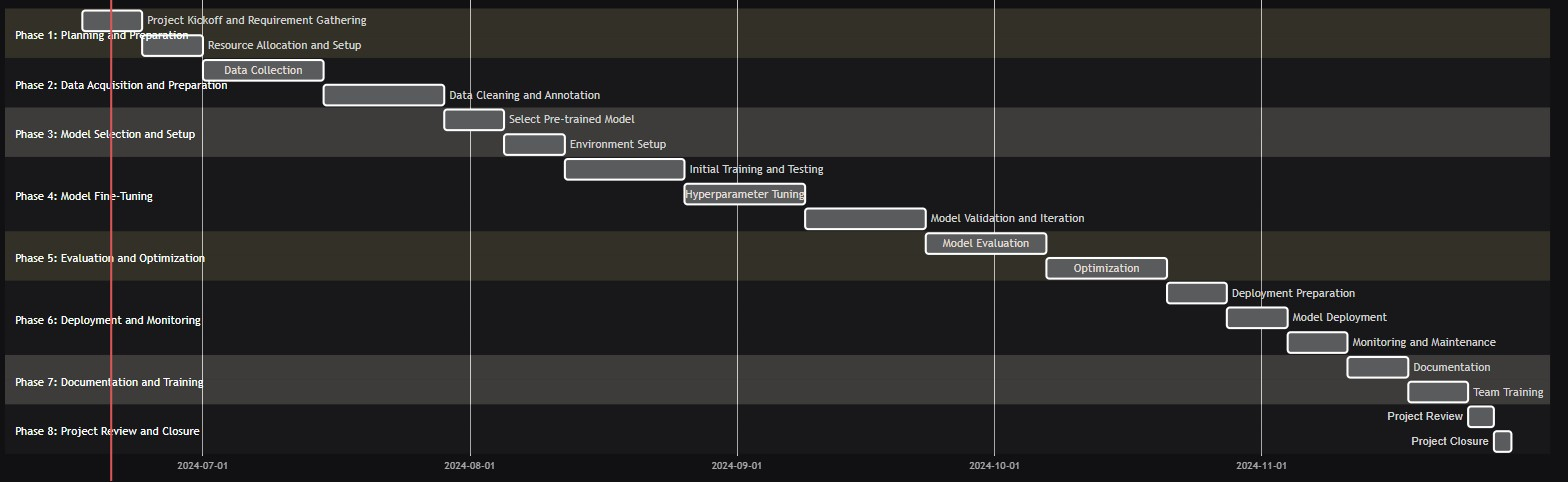 Project Kickoff and Requirement Gathering
Phase 1: Planning and Preparation
Resource Allocation and Setup
Data Collection
Phase 2: Data Acquisition and Preparation
Data Cleaning and Annotation
Select Pre-trained Model
Phase 3: Model Selection and Setup
Environment Setup
Initial Training and Testing
Phase 4: Model Fine-Tuning
Hyperparameter Tuning
Model Validation and Iteration
Model Evaluation
Phase 5: Evaluation and Optimization
Optimization
Deployment Preparation
Phase 6: Deployment and Monitoring
Model Deployment
Monitoring and Maintenance
Documentation
Phase 7: Documentation and Training
Team Training
Project Review
Phase 8: Project Review and Closure
Project Closure
2024-07-01
2024-08-01
2024-09-01
2024-10-01
2024-11-01